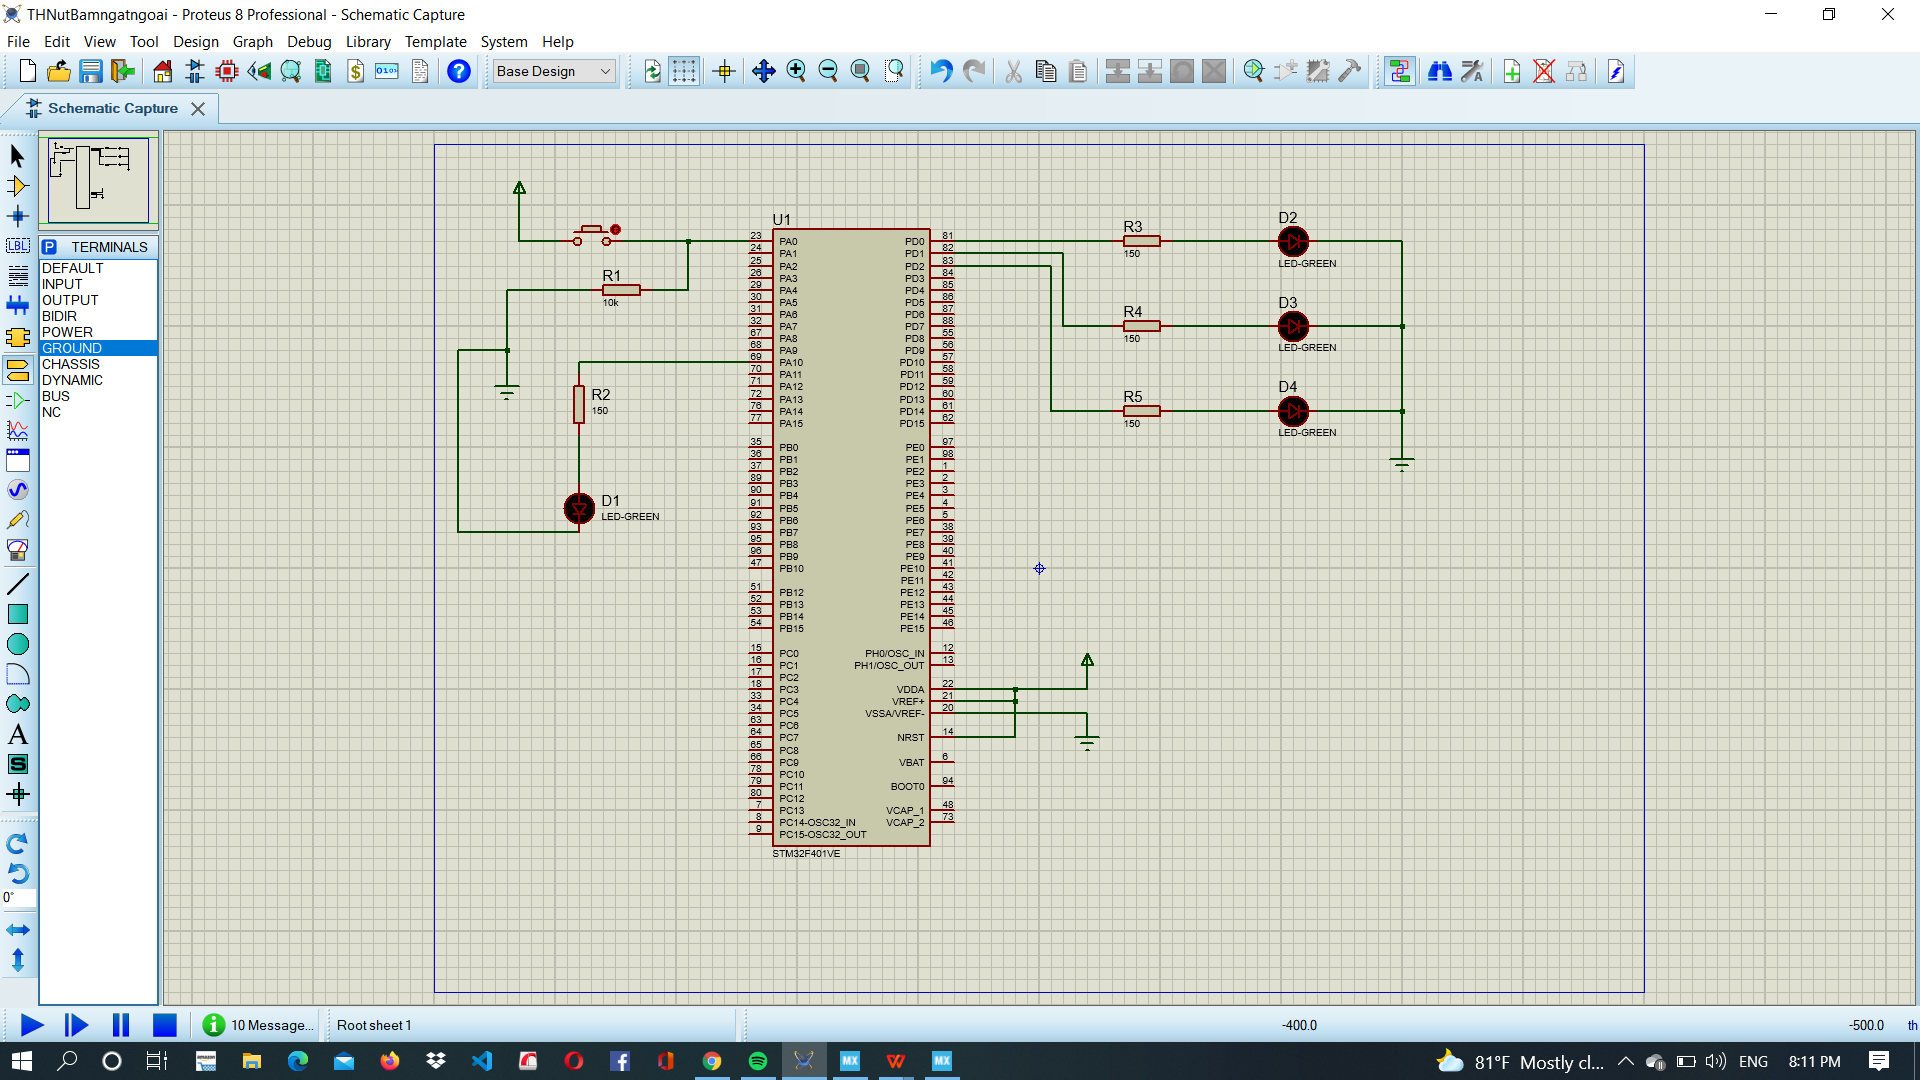 THNutBamngatngoai - Proteus 8 Professional - Schematic Capture
File Edit View Tool Design Graph Debug Library Template System Help
Base Design
Schematic Capture
TERMINALS
DEFAULT
INPUT
OUTPUT
BIDIR
POWER
GROUND
CHASSIS
DYNAMIC
BUS
NC
LBL
A
S
0°
U1
23 PA0 PD0 81
24 PA1 PD1 82
25 PA2 PD2 83
26 PA3 PD3 84
29 PA4 PD4 85
30 PA5 PD5 86
31 PA6 PD6 87
32 PA7 PD7 88
67 PA8 PD8 55
68 PA9 PD9 56
69 PA10 PD10 57
70 PA11 PD11 58
71 PA12 PD12 59
72 PA13 PD13 60
76 PA14 PD14 61
77 PA15 PD15 62
35 PB0 PE0 97
36 PB1 PE1 98
37 PB2 PE2 1
89 PB3 PE3 2
90 PB4 PE4 3
91 PB5 PE5 4
92 PB6 PE6 5
93 PB7 PE7 38
95 PB8 PE8 39
96 PB9 PE9 40
47 PB10 PE10 41
PE11 42
51 PB12 PE12 43
52 PB13 PE13 44
53 PB14 PE14 45
54 PB15 PE15 46
15 PC0 PH0/OSC_IN 12
16 PC1 PH1/OSC_OUT 13
17 PC2
18 PC3 VDDA 22
33 PC4 VREF+ 21
34 PC5 VSSA/VREF- 20
63 PC6
64 PC7 NRST 14
65 PC8
66 PC9 VBAT 6
78 PC10
79 PC11 BOOT0 94
80 PC12
7 PC13 VCAP_1 48
8 PC14-OSC32_IN VCAP_2 73
9 PC15-OSC32_OUT
STM32F401VE
R1
10k
R2
150
D1
LED-GREEN
R3
150
D2
LED-GREEN
R4
150
D3
LED-GREEN
R5
150
D4
LED-GREEN
10 Message...
Root sheet 1
-400.0
-500.0
th
81°F Mostly cl...
ENG
8:11 PM